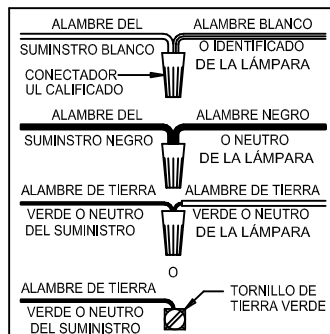 ALAMBRE DEL ALAMBRE BLANCO
SUMINSTRO BLANCO O IDENTIFICADO
CONECTADOR DE LA LÁMPARA
UL CALIFICADO
ALAMBRE DEL ALAMBRE NEGRO
SUMINSTRO NEGRO O NEUTRO
DE LA LÁMPARA
ALAMBRE DE TIERRA ALAMBRE DE TIERRA
VERDE O NEUTRO VERDE O NEUTRO
DEL SUMINISTRO DE LA LÁMPARA
O
ALAMBRE DE TIERRA TORNILLO DE
VERDE O NEUTRO TIERRA VERDE
DEL SUMINISTRO